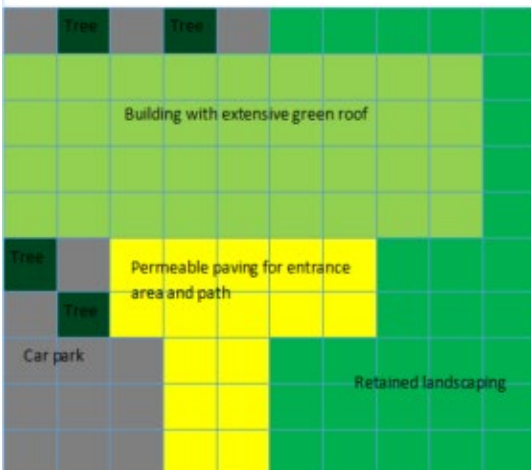 Tree Tree
Building with extensive green roof
Tree
Permeable paving for entrance
area and path
Tree
Car park
Retained landscaping